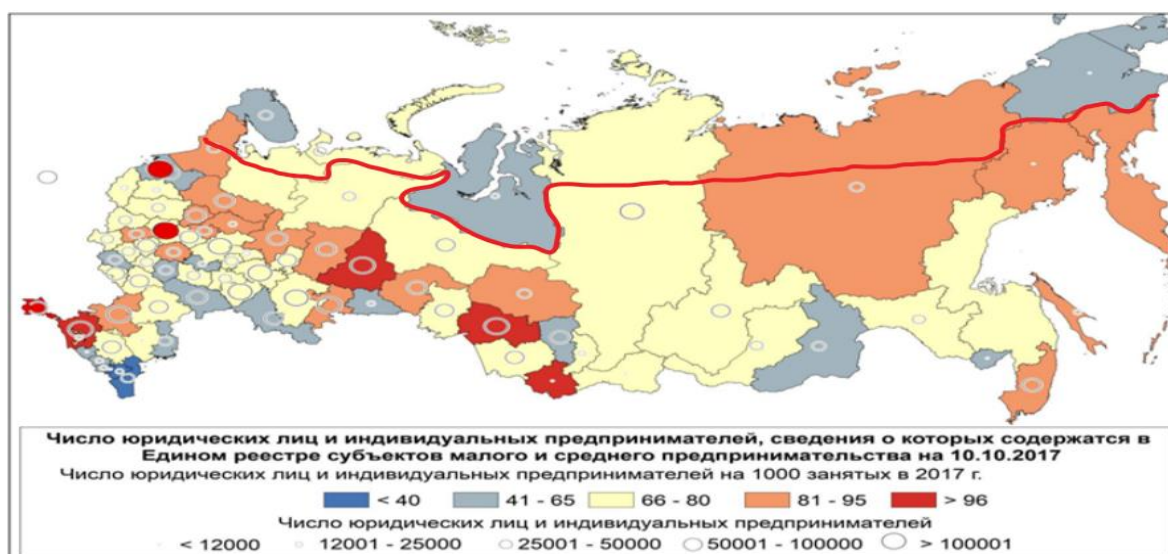 Число юридических лиц и индивидуальных предпринимателей, сведения о которых содержатся в
Едином реестре субъектов малого и среднего предпринимательства на 10.10.2017
Число юридических лиц и индивидуальных предпринимателей на 1000 занятых в 2017 г.
< 40 41 - 65 66 - 80 81 - 95 > 96
Число юридических лиц и индивидуальных предпринимателей
< 12000 12001 - 25000 25001 - 50000 50001 - 100000 > 100001